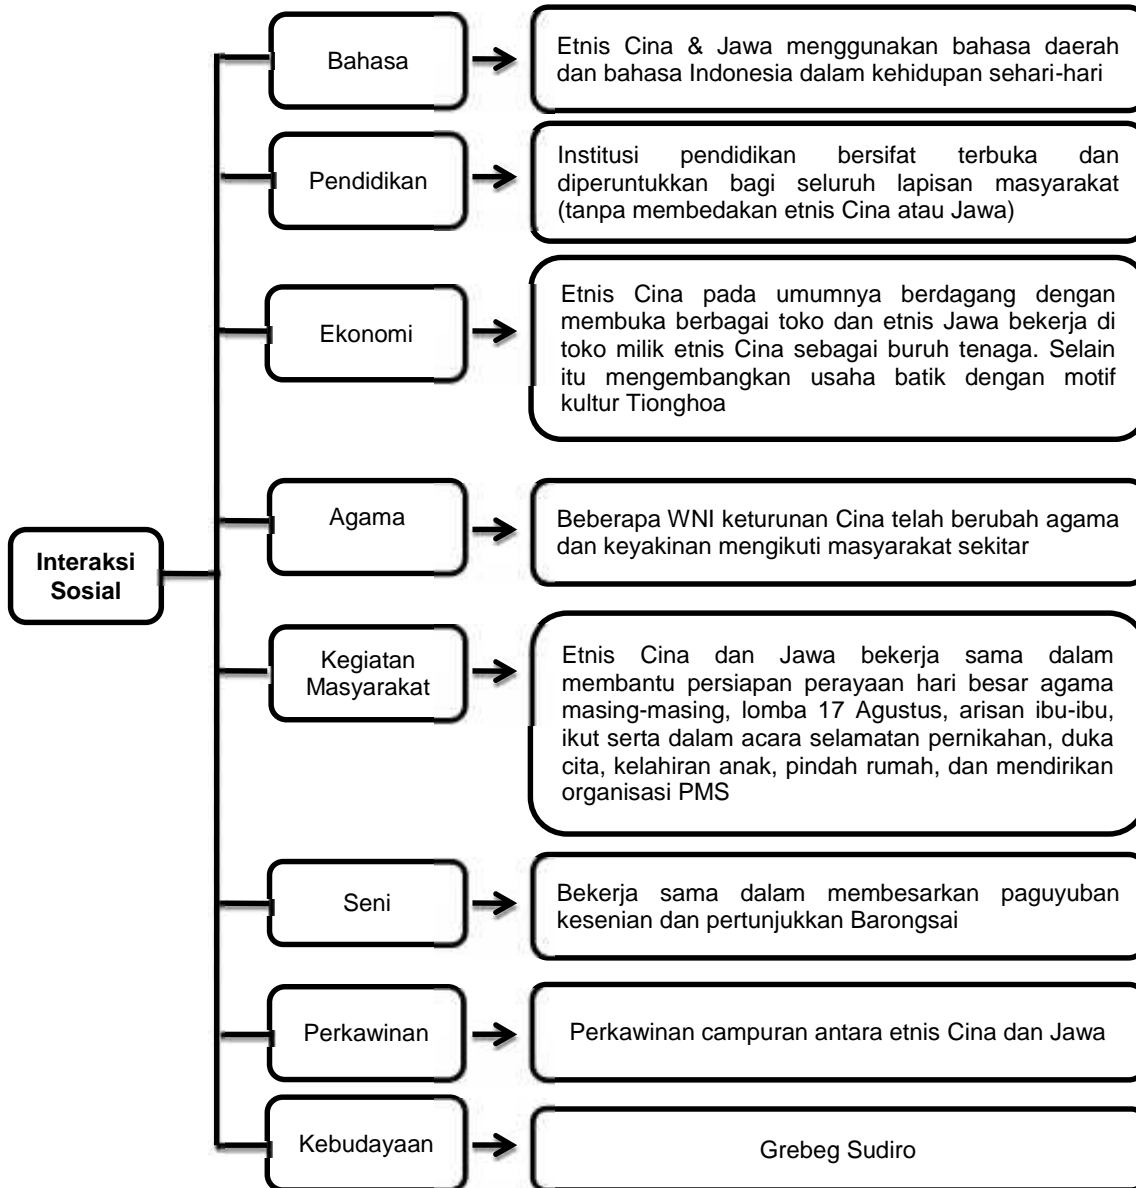 Bahasa
Etnis Cina & Jawa menggunakan bahasa daerah
dan bahasa Indonesia dalam kehidupan sehari-hari
Pendidikan
Institusi pendidikan bersifat terbuka dan
diperuntukkan bagi seluruh lapisan masyarakat
(tanpa membedakan etnis Cina atau Jawa)
Ekonomi
Etnis Cina pada umumnya berdagang dengan
membuka berbagai toko dan etnis Jawa bekerja di
toko milik etnis Cina sebagai buruh tenaga. Selain
itu mengembangkan usaha batik dengan motif
kultur Tionghoa
Interaksi
Sosial
Agama
Beberapa WNI keturunan Cina telah berubah agama
dan keyakinan mengikuti masyarakat sekitar
Kegiatan
Masyarakat
Etnis Cina dan Jawa bekerja sama dalam
membantu persiapan perayaan hari besar agama
masing-masing, lomba 17 Agustus, arisan ibu-ibu,
ikut serta dalam acara selamatan pernikahan, duka
cita, kelahiran anak, pindah rumah, dan mendirikan
organisasi PMS
Seni
Bekerja sama dalam membesarkan paguyuban
kesenian dan pertunjukkan Barongsai
Perkawinan
Perkawinan campuran antara etnis Cina dan Jawa
Kebudayaan
Grebeg Sudiro